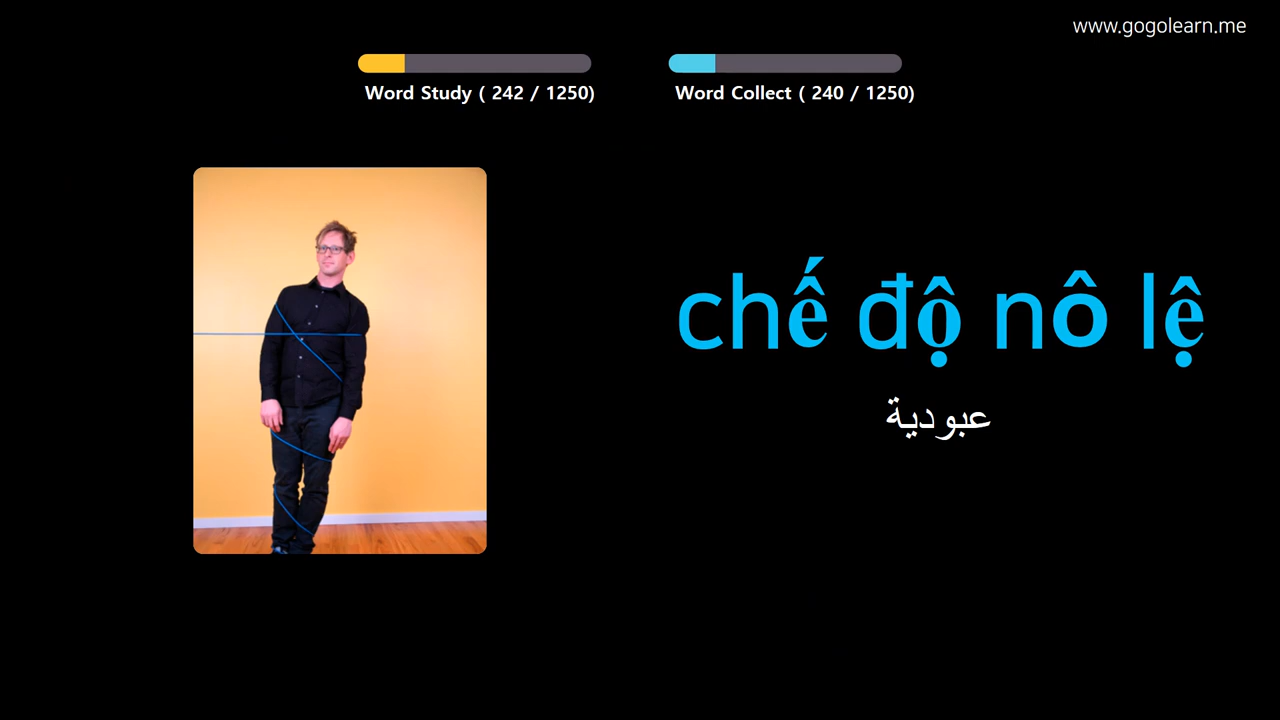 www.gogolearn.me
Word Study ( 242 / 1250)
Word Collect ( 240 / 1250)
chế độ nô lệ
عبودية